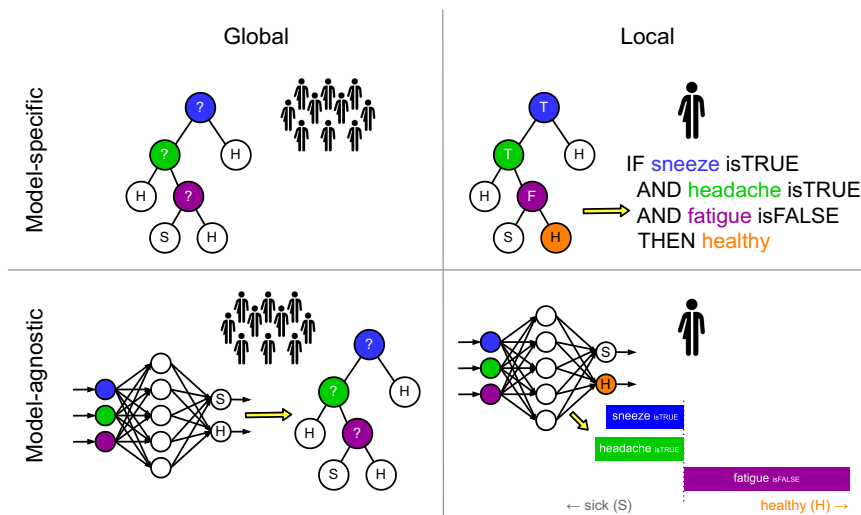 Global
Local
Model-specific
?
?
H
H
?
S
H
T
T
H
H
F
S
H
IF sneeze isTRUE
AND headache isTRUE
AND fatigue isFALSE
THEN healthy
Model-agnostic
S
H
?
?
H
H
?
S
H
S
H
sneeze isTRUE
headache isTRUE
fatigue isFALSE
← sick (S)
healthy (H) →